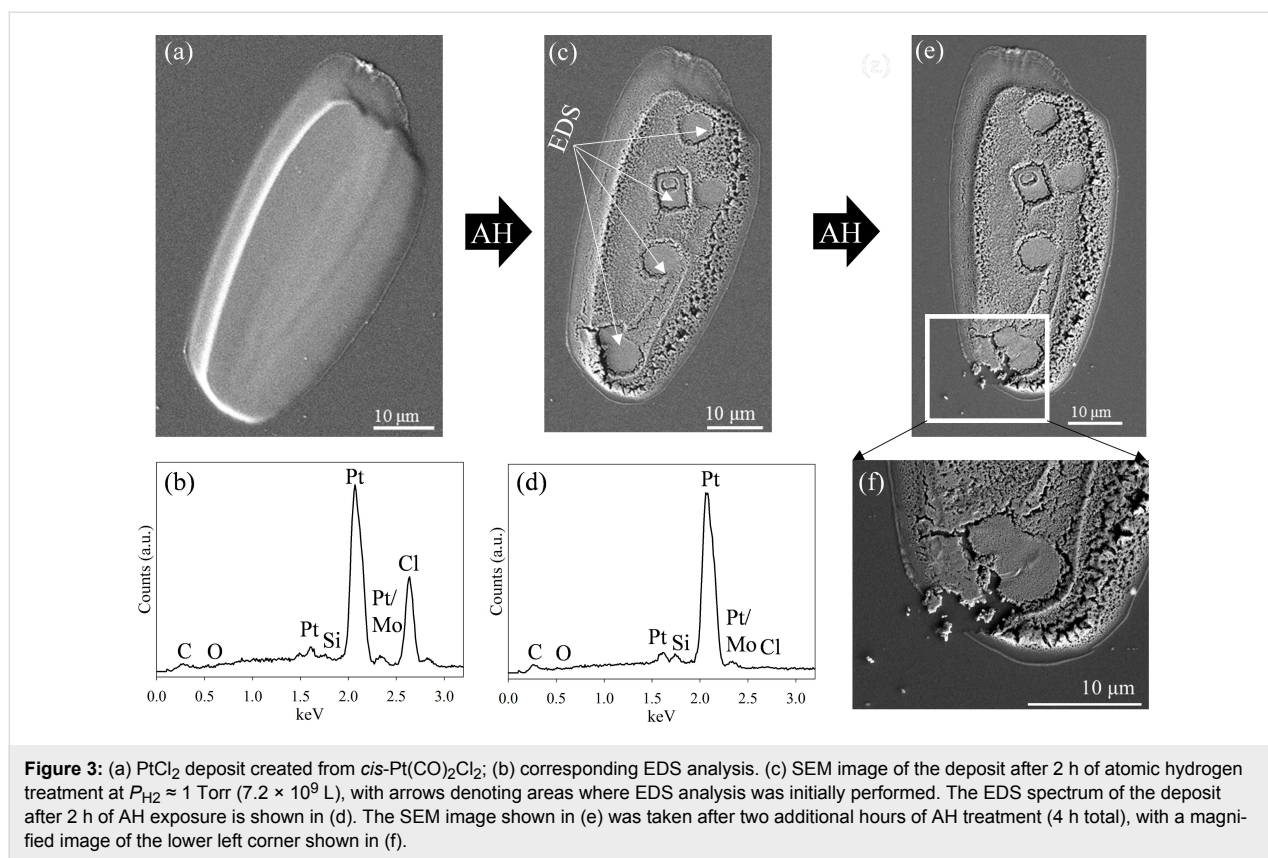 (a)
10 µm
AH
(c)
EDS
10 µm
AH
(e)
10 µm
(b)
Counts (a.u.)
C
O
Pt
Si
Pt
Pt/
Mo
Cl
0.0 0.5 1.0 1.5 2.0 2.5 3.0
keV
(d)
Counts (a.u.)
C
O
Pt
Si
Pt
Pt/
Mo Cl
0.0 0.5 1.0 1.5 2.0 2.5 3.0
keV
(f)
10 µm
Figure 3: (a) PtCl2 deposit created from cis-Pt(CO)2Cl2; (b) corresponding EDS analysis. (c) SEM image of the deposit after 2 h of atomic hydrogen
treatment at PH2 ≈ 1 Torr (7.2 × 10⁹ L), with arrows denoting areas where EDS analysis was initially performed. The EDS spectrum of the deposit
after 2 h of AH exposure is shown in (d). The SEM image shown in (e) was taken after two additional hours of AH treatment (4 h total), with a magni-
fied image of the lower left corner shown in (f).